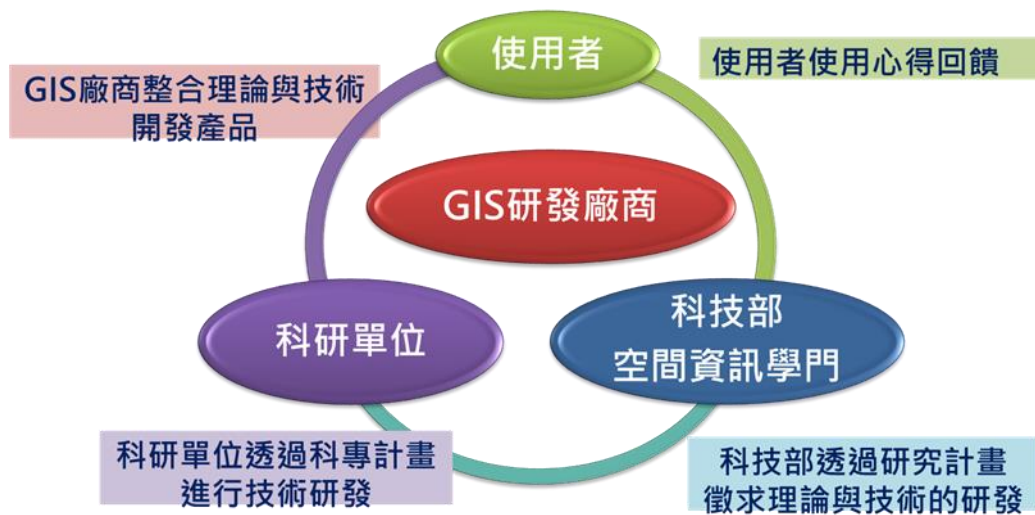 使用者
使用者使用心得回饋
GIS廠商整合理論與技術
開發產品
GIS研發廠商
科研單位
科技部
空間資訊學門
科研單位透過科專計畫
進行技術研發
科技部透過研究計畫
徵求理論與技術的研發